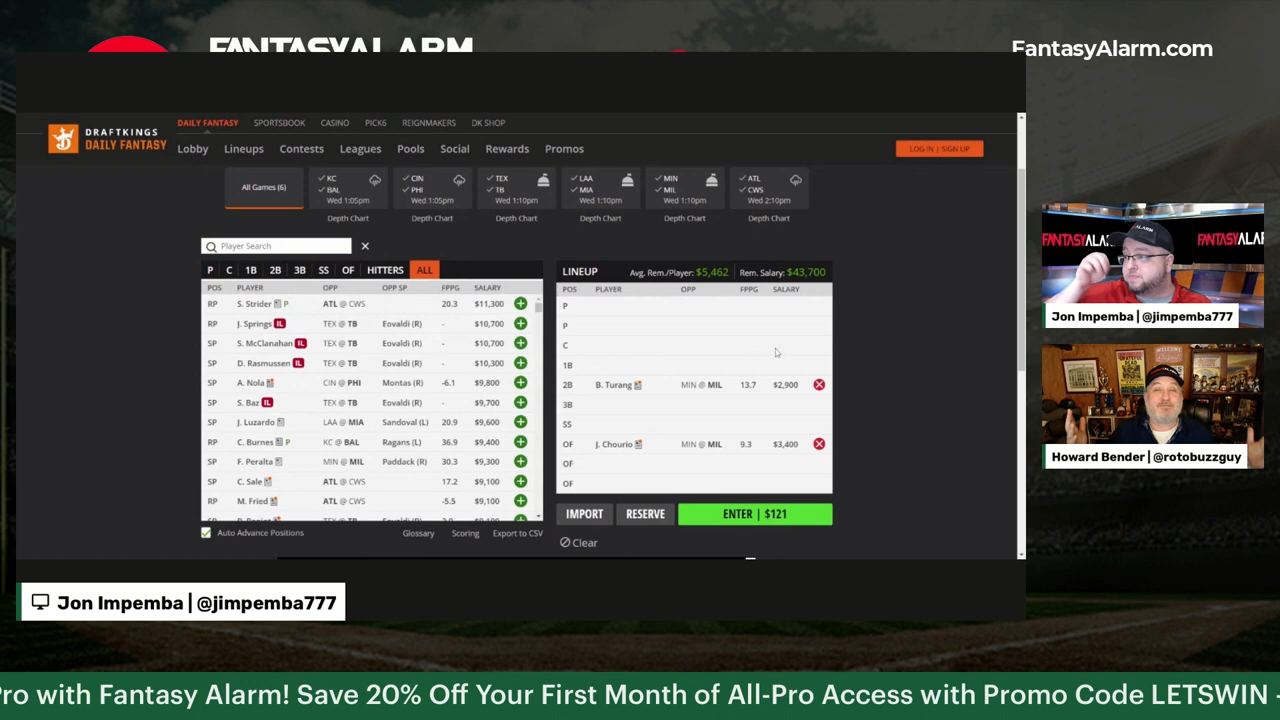 FANTASYALARM
FantasyAlarm.com
DRAFTKINGS
DAILY FANTASY
DAILY FANTASY SPORTSBOOK CASINO PICK6 REIGNMAKERS DK SHOP
Lobby Lineups Contests Leagues Pools Social Rewards Promos
LOG IN | SIGN UP
All Games (6)
KC
BAL
Wed 1:05pm
Depth Chart
CIN
PHI
Wed 1:05pm
Depth Chart
TEX
TB
Wed 1:10pm
Depth Chart
LAA
MIA
Wed 1:10pm
Depth Chart
MIN
MIL
Wed 1:10pm
Depth Chart
ATL
CWS
Wed 2:10pm
Depth Chart
Player Search
P C 1B 2B 3B SS OF HITTERS ALL
POS PLAYER OPP OPP SP FPPG SALARY
RP S. Strider P ATL @ CWS 20.3 $11,300
RP J. Springs IL TEX @ TB Eovaldi (R) - $10,700
SP S. McClanahan IL TEX @ TB Eovaldi (R) - $10,700
SP D. Rasmussen IL TEX @ TB Eovaldi (R) - $10,300
SP A. Nola CIN @ PHI Montas (R) -6.1 $9,800
SP S. Baz IL TEX @ TB Eovaldi (R) - $9,700
SP J. Luzardo LAA @ MIA Sandoval (L) 20.9 $9,600
RP C. Burnes P KC @ BAL Ragans (L) 36.9 $9,400
SP F. Peralta MIN @ MIL Paddack (R) 30.3 $9,300
SP C. Sale ATL @ CWS 17.2 $9,100
RP M. Fried ATL @ CWS -5.5 $9,100
Auto Advance Positions
Glossary Scoring Export to CSV
LINEUP Avg. Rem./Player: $5,462 Rem. Salary: $43,700
POS PLAYER OPP FPPG SALARY
P
P
C
1B
2B B. Turang MIN @ MIL 13.7 $2,900
3B
SS
OF J. Chourio MIN @ MIL 9.3 $3,400
OF
OF
IMPORT RESERVE ENTER | $121
Clear
FANTASYALARM
FANTASYALAR
ALARM
Jon Impemba | @jimpemba777
Howard Bender | @rotobuzzguy
Jon Impemba | @jimpemba777
Pro with Fantasy Alarm! Save 20% Off Your First Month of All-Pro Access with Promo Code LETSWIN -